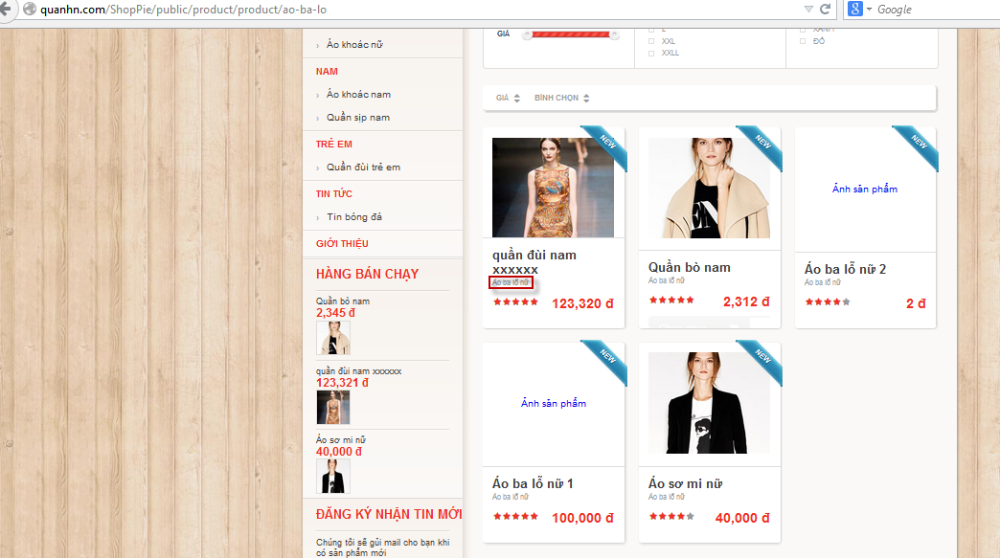 quanhn.com/ShopPie/public/product/product/ao-ba-lo
Google
Áo khoác nữ
NAM
Áo khoác nam
Quần sịp nam
TRẺ EM
Quần đùi trẻ em
TIN TỨC
Tin bóng đá
GIỚI THIỆU
HÀNG BÁN CHẠY
Quần bò nam
2,345 đ
quần đùi nam xxxxxx
123,321 đ
Áo sơ mi nữ
40,000 đ
ĐĂNG KÝ NHẬN TIN MỚI
Chúng tôi sẽ gửi mail cho bạn khi
có sản phẩm mới
GIÁ
L
XXL
XXLL
XANH
ĐỎ
GIÁ
BÌNH CHỌN
NEW
quần đùi nam
xxxxxx
Áo ba lỗ nữ
123,320 đ
NEW
Quần bò nam
Áo ba lỗ nữ
2,312 đ
NEW
Ảnh sản phẩm
Áo ba lỗ nữ 2
Áo ba lỗ nữ
2 đ
NEW
Ảnh sản phẩm
Áo ba lỗ nữ 1
Áo ba lỗ nữ
100,000 đ
NEW
Áo sơ mi nữ
Áo ba lỗ nữ
40,000 đ